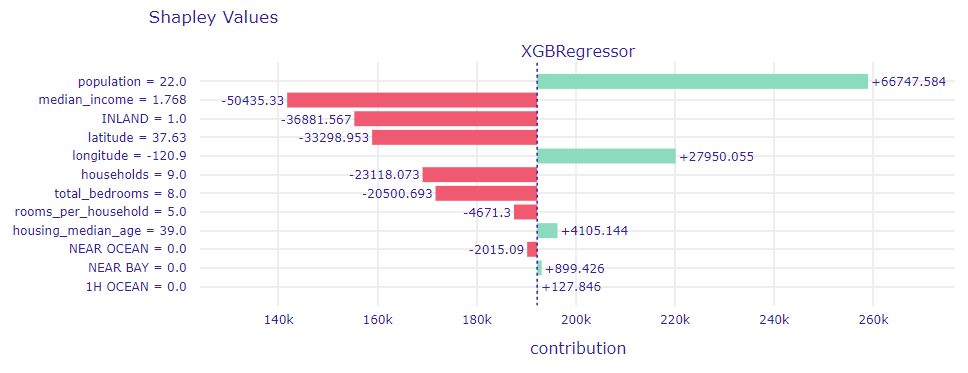 Shapley Values
XGBRegressor
population = 22.0 +66747.584
median_income = 1.768 -50435.33
INLAND = 1.0 -36881.567
latitude = 37.63 -33298.953
longitude = -120.9 +27950.055
households = 9.0 -23118.073
total_bedrooms = 8.0 -20500.693
rooms_per_household = 5.0 -4671.3
housing_median_age = 39.0 +4105.144
NEAR OCEAN = 0.0 -2015.09
NEAR BAY = 0.0 +899.426
1H OCEAN = 0.0 +127.846
140k 160k 180k 200k 220k 240k 260k
contribution